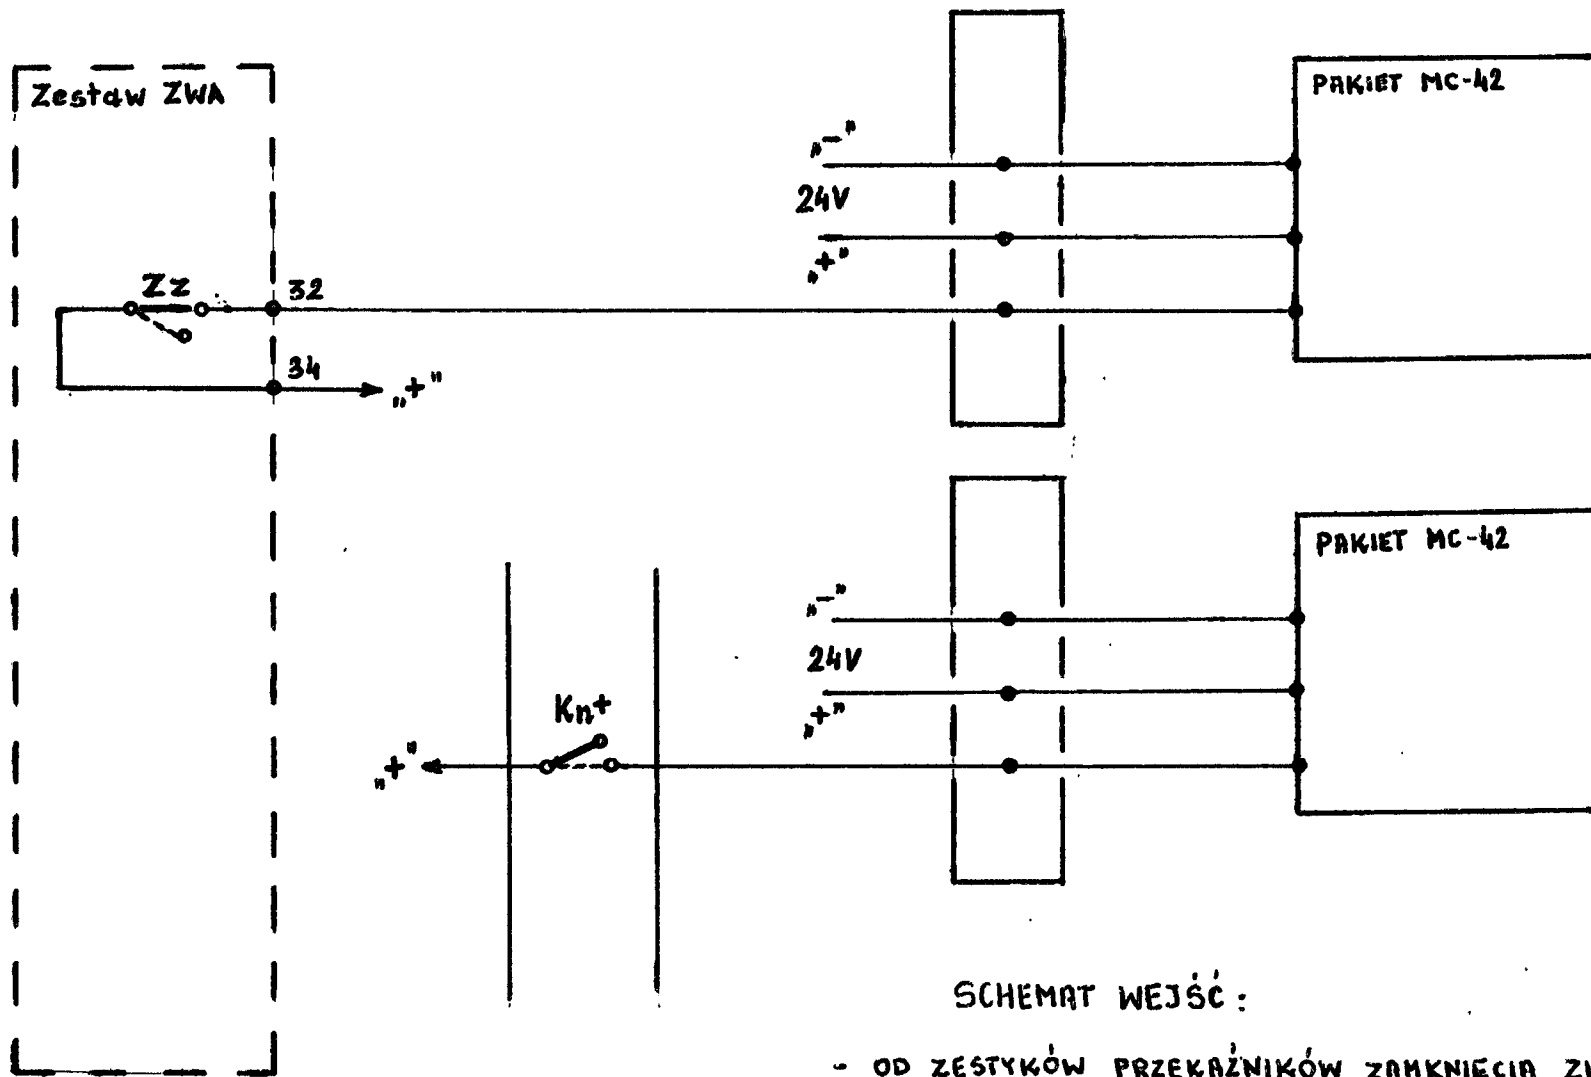 Zestaw ZWA
PAKIET MC-42
„-”
24V
„+”
Zz
32
34
„+”
PAKIET MC-42
„-”
24V
„+”
Kn+
„+”
SCHEMAT WEJŚĆ:
- OD ZESTYKÓW PRZEKAŹNIKÓW ZAMKNIĘCIA